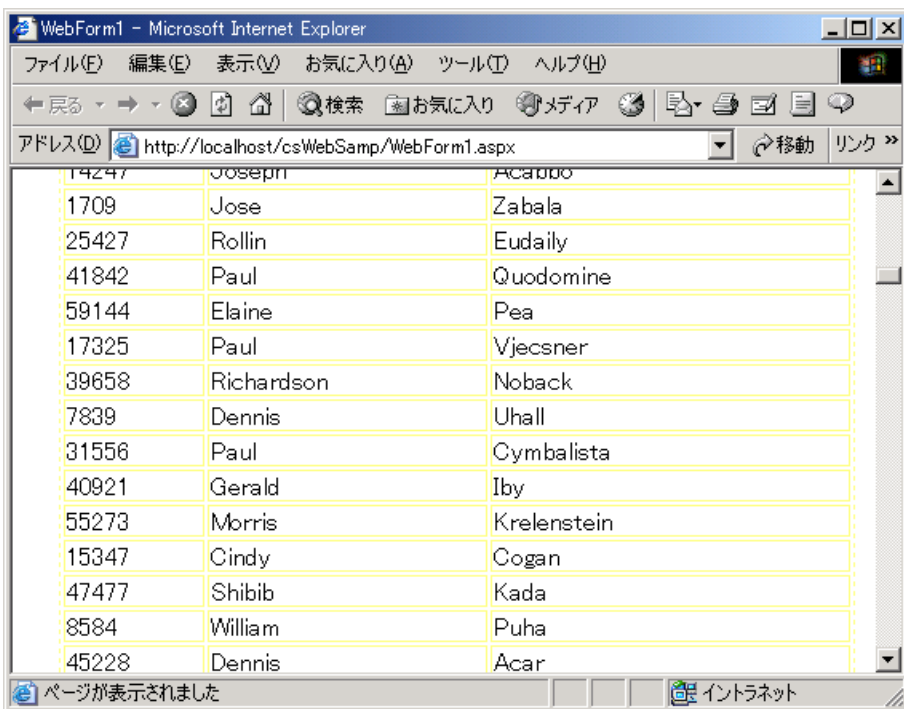 WebForm1 - Microsoft Internet Explorer
ファイル(F) 編集(E) 表示(V) お気に入り(A) ツール(T) ヘルプ(H)
戻る 検索 お気に入り メディア
アドレス(D) http://localhost/csWebSamp/WebForm1.aspx 移動 リンク »
14247 Joseph Acabbo
1709 Jose Zabala
25427 Rollin Eudaily
41842 Paul Quodomine
59144 Elaine Pea
17325 Paul Vjecsner
39658 Richardson Noback
7839 Dennis Uhall
31556 Paul Cymbalista
40921 Gerald Iby
55273 Morris Krelenstein
15347 Cindy Cogan
47477 Shibib Kada
8584 William Puha
45228 Dennis Acar
ページが表示されました イントラネット